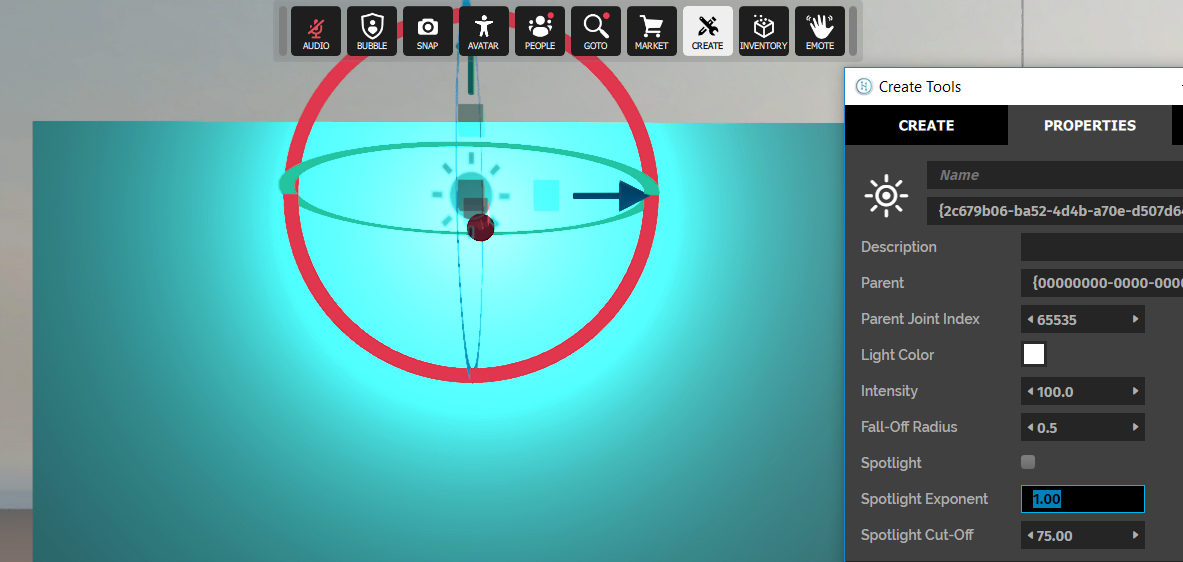 AUDIO BUBBLE SNAP AVATAR PEOPLE GOTO MARKET CREATE INVENTORY EMOTE
Create Tools
CREATE PROPERTIES
Name
{2c679b06-ba52-4d4b-a70e-d507d6
Description
Parent {00000000-0000-0000
Parent Joint Index 65535
Light Color
Intensity 100.0
Fall-Off Radius 0.5
Spotlight
Spotlight Exponent 1.00
Spotlight Cut-Off 75.00